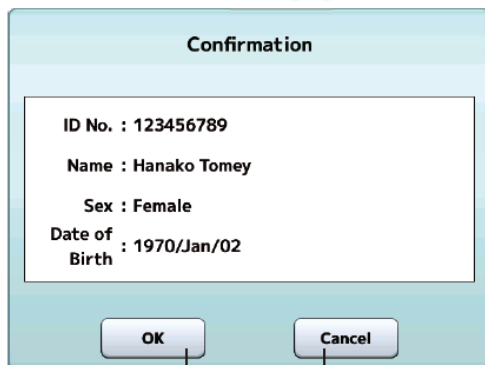 Confirmation
ID No. : 123456789
Name : Hanako Tomey
Sex : Female
Date of
Birth : 1970/Jan/02
OK
Cancel